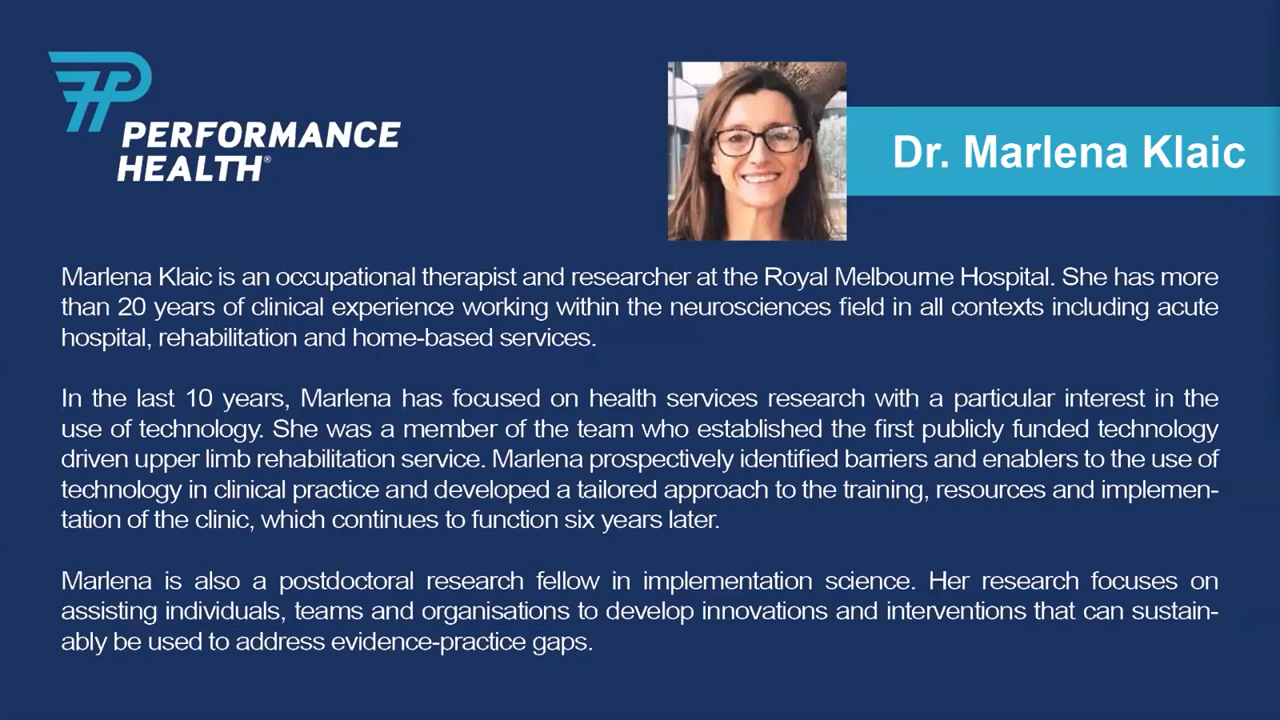 PERFORMANCE
HEALTH®
Dr. Marlena Klaic
Marlena Klaic is an occupational therapist and researcher at the Royal Melbourne Hospital. She has more
than 20 years of clinical experience working within the neurosciences field in all contexts including acute
hospital, rehabilitation and home-based services.
In the last 10 years, Marlena has focused on health services research with a particular interest in the
use of technology. She was a member of the team who established the first publicly funded technology
driven upper limb rehabilitation service. Marlena prospectively identified barriers and enablers to the use of
technology in clinical practice and developed a tailored approach to the training, resources and implemen-
tation of the clinic, which continues to function six years later.
Marlena is also a postdoctoral research fellow in implementation science. Her research focuses on
assisting individuals, teams and organisations to develop innovations and interventions that can sustain-
ably be used to address evidence-practice gaps.